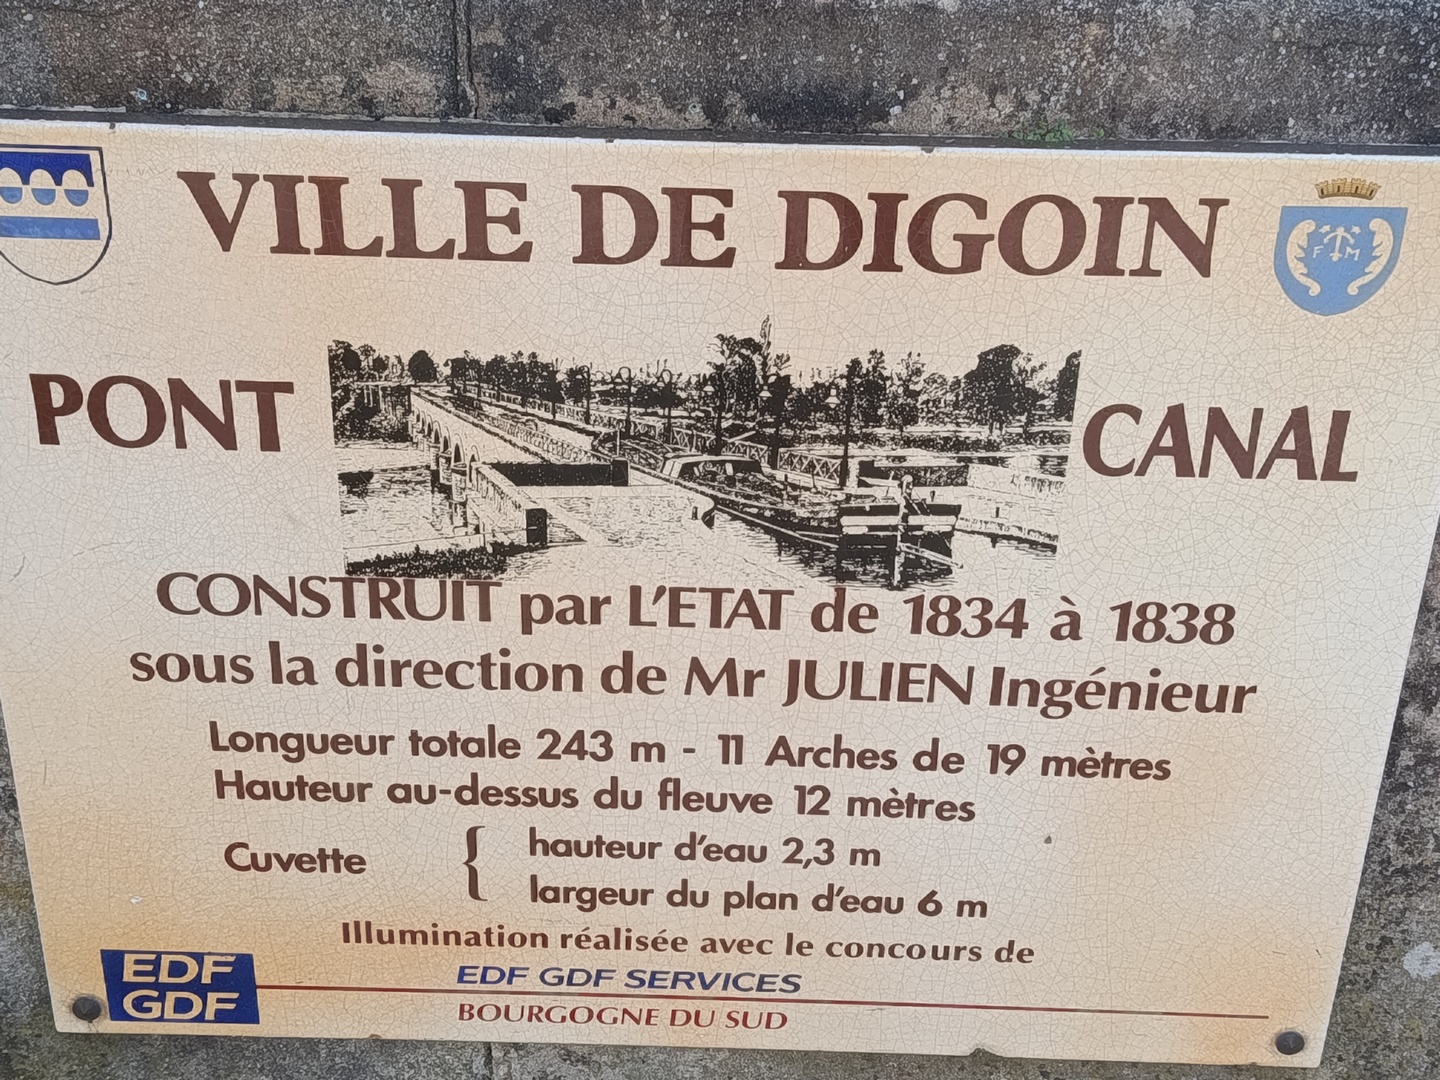 VILLE DE DIGOIN
F M
PONT CANAL
CONSTRUIT par L'ETAT de 1834 à 1838
sous la direction de Mr JULIEN Ingénieur
Longueur totale 243 m - 11 Arches de 19 mètres
Hauteur au-dessus du fleuve 12 mètres
Cuvette { hauteur d'eau 2,3 m
largeur du plan d'eau 6 m
Illumination réalisée avec le concours de
EDF GDF SERVICES
BOURGOGNE DU SUD
EDF
GDF